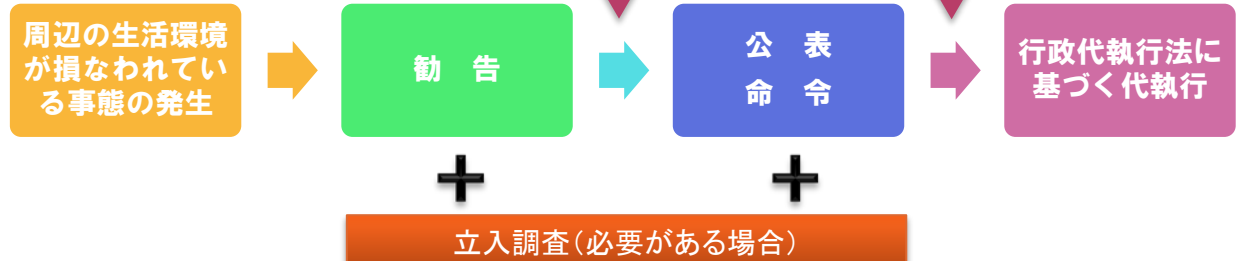 周辺の生活環境
が損なわれてい
る事態の発生
勧　告
公　表
命　令
行政代執行法に
基づく代執行
立入調査（必要がある場合）